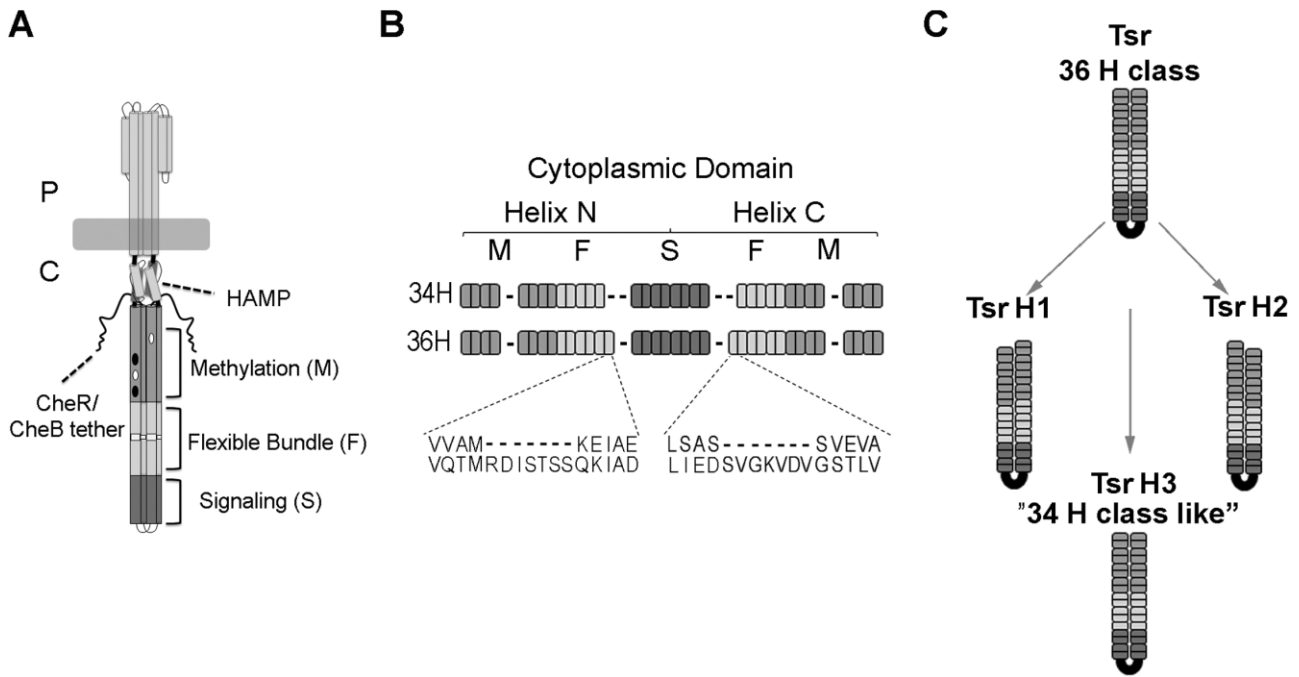 A
P
C
HAMP
Methylation (M)
CheR/
CheB tether
Flexible Bundle (F)
Signaling (S)
B
Cytoplasmic Domain
Helix N Helix C
M F S F M
34H
36H
VVAM---------KEIAE LSAS---------SVEVA
VQTMRDISTSSQKIAD LIEDSVGKVDVGSTLV
C
Tsr
36 H class
Tsr H1 Tsr H2
Tsr H3
”34 H class like”